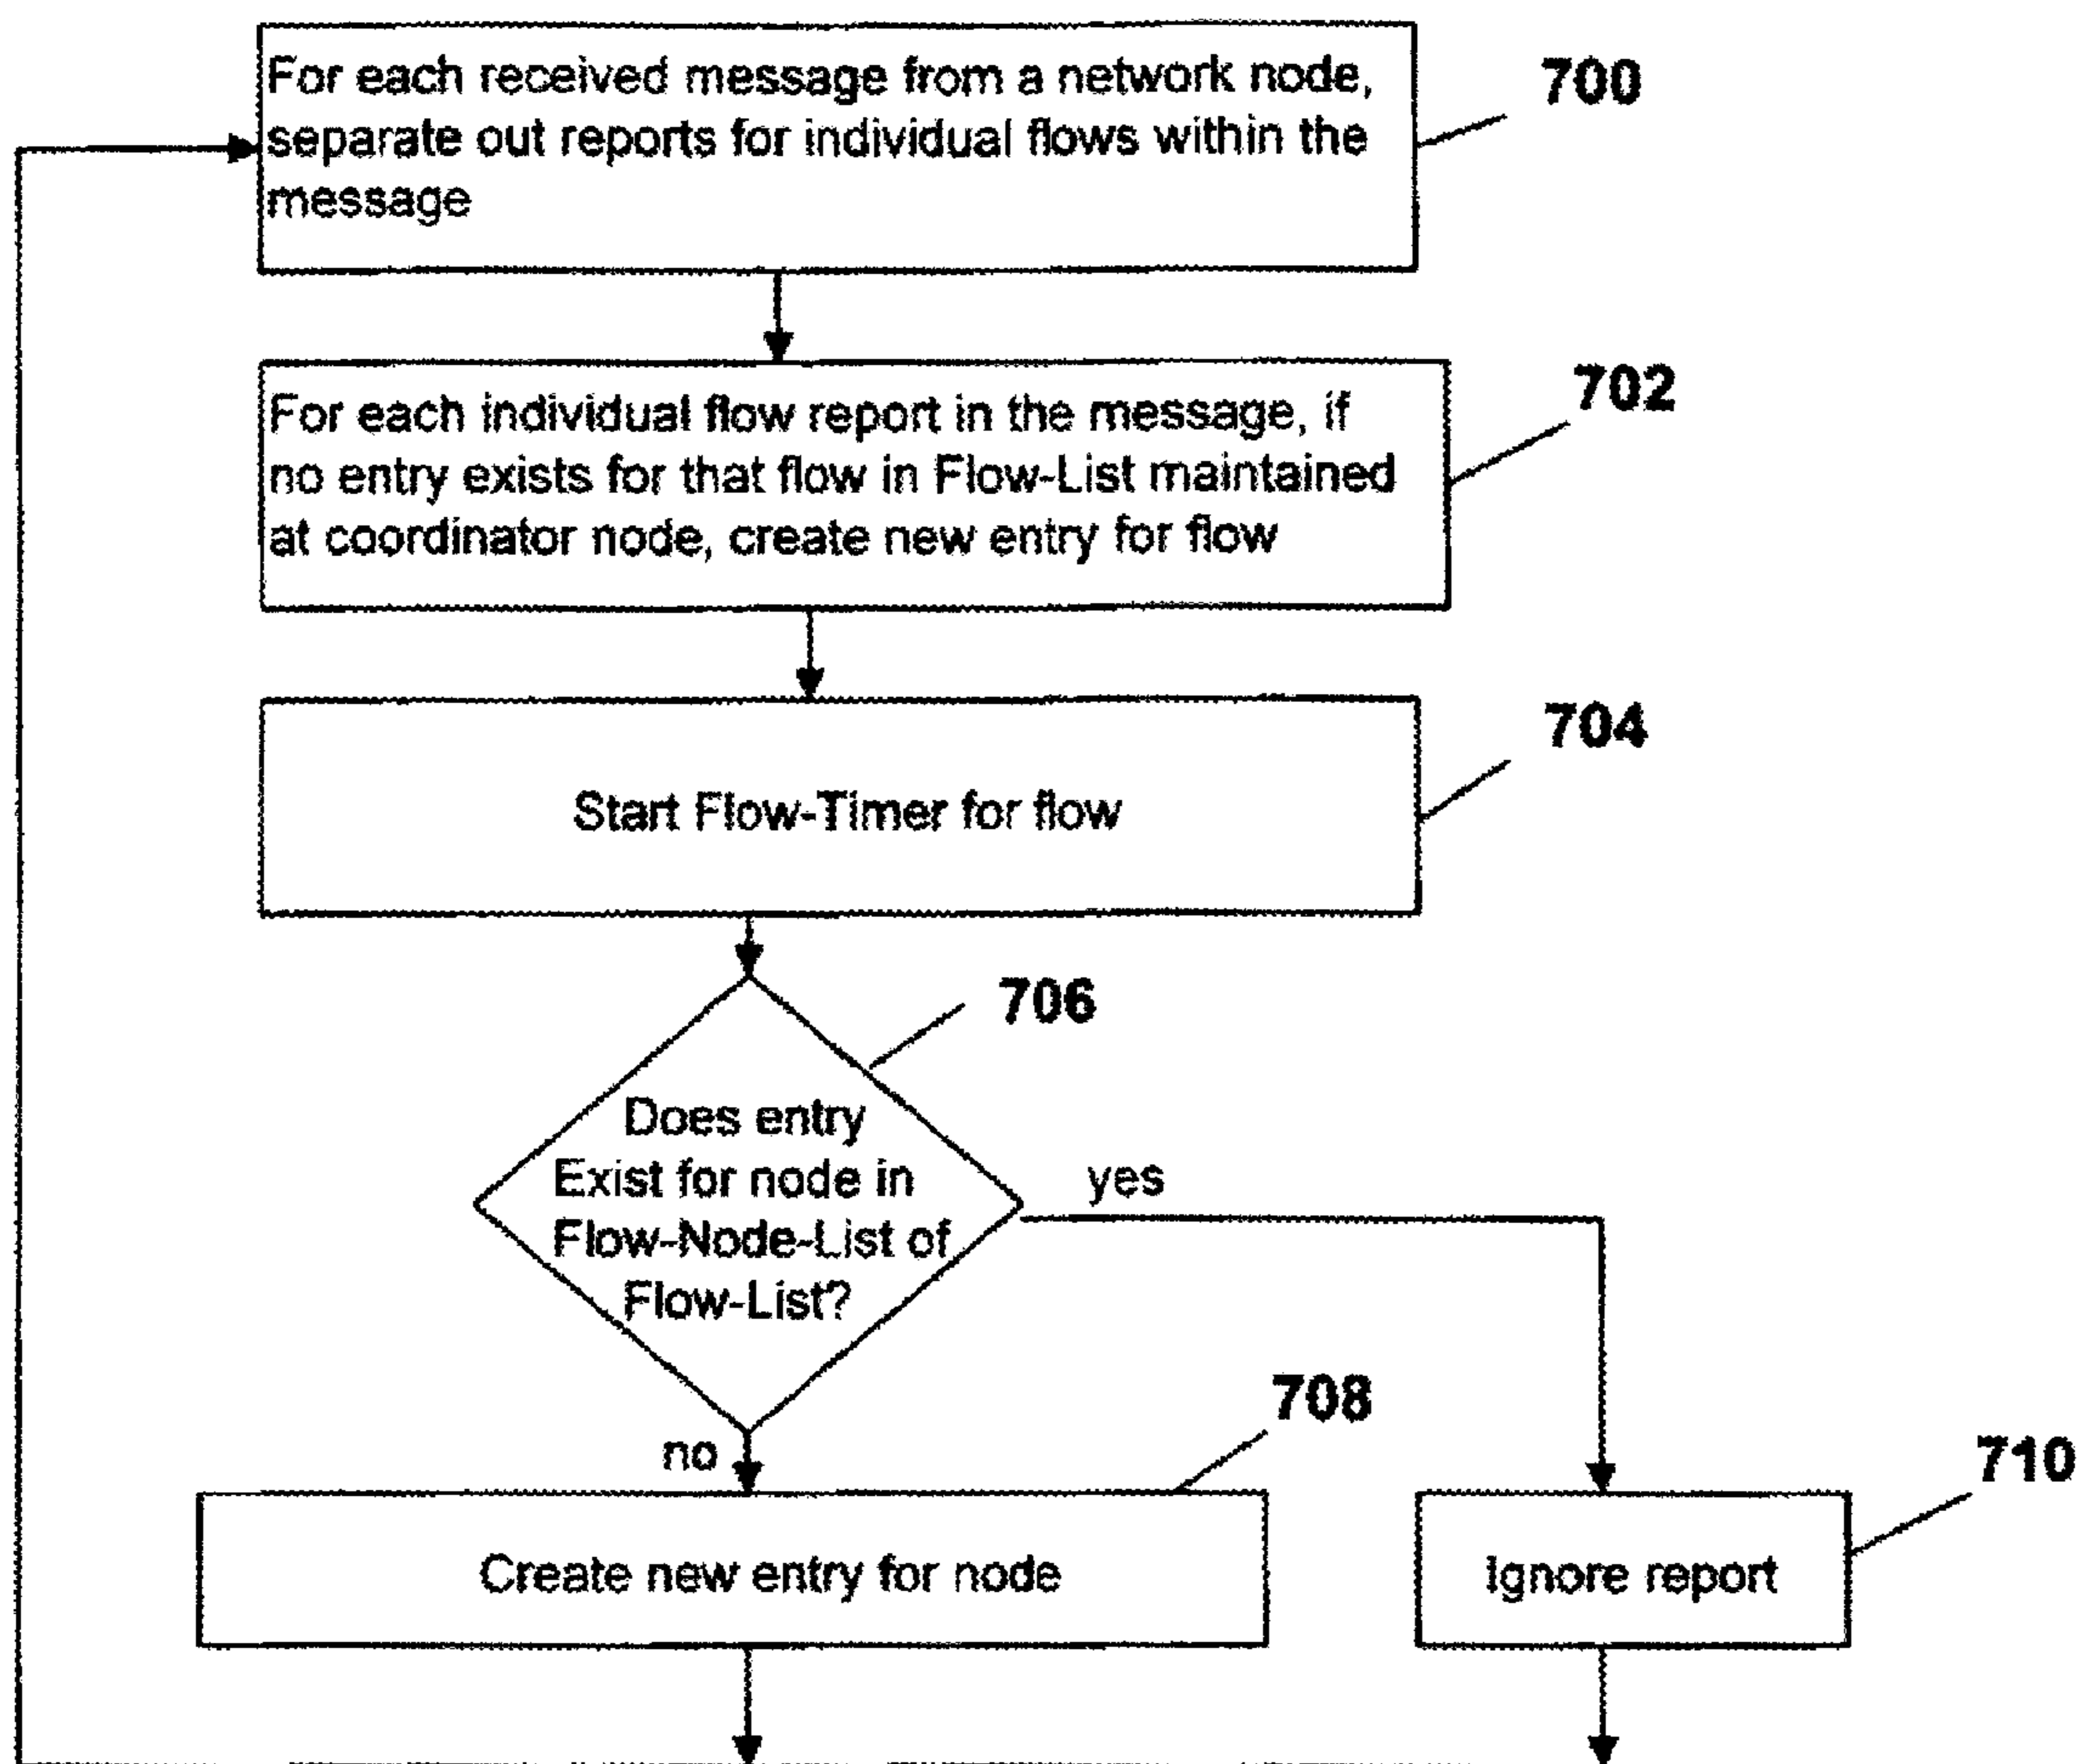 For each received message from a network node,
separate out reports for individual flows within the
message
700
For each individual flow report in the message, if
no entry exists for that flow in Flow-List maintained
at coordinator node, create new entry for flow
702
Start Flow-Timer for flow
704
706
Does entry
Exist for node in
Flow-Node-List of
Flow-List?
yes
no
708
Create new entry for node
710
Ignore report